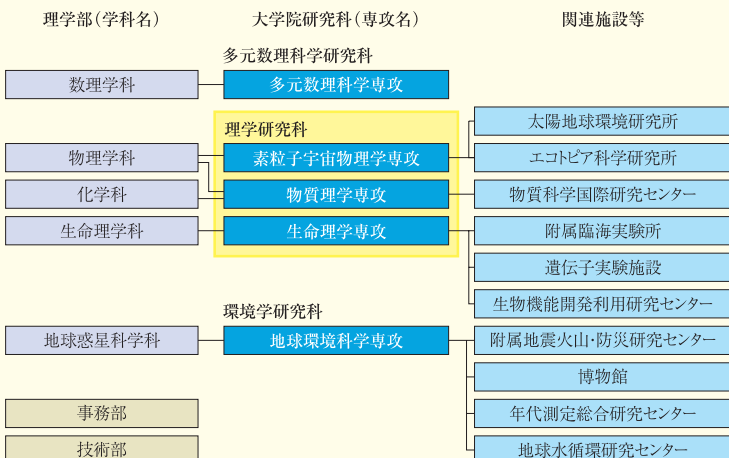 理学部（学科名）
大学院研究科（専攻名）
関連施設等
多元数理科学研究科
数理学科
多元数理科学専攻
理学研究科
太陽地球環境研究所
物理学科
素粒子宇宙物理学専攻
エコトピア科学研究所
化学科
物質理学専攻
物質科学国際研究センター
生命理学科
生命理学専攻
附属臨海実験所
遺伝子実験施設
生物機能開発利用研究センター
環境学研究科
地球惑星科学科
地球環境科学専攻
附属地震火山・防災研究センター
博物館
事務部
年代測定総合研究センター
技術部
地球水循環研究センター